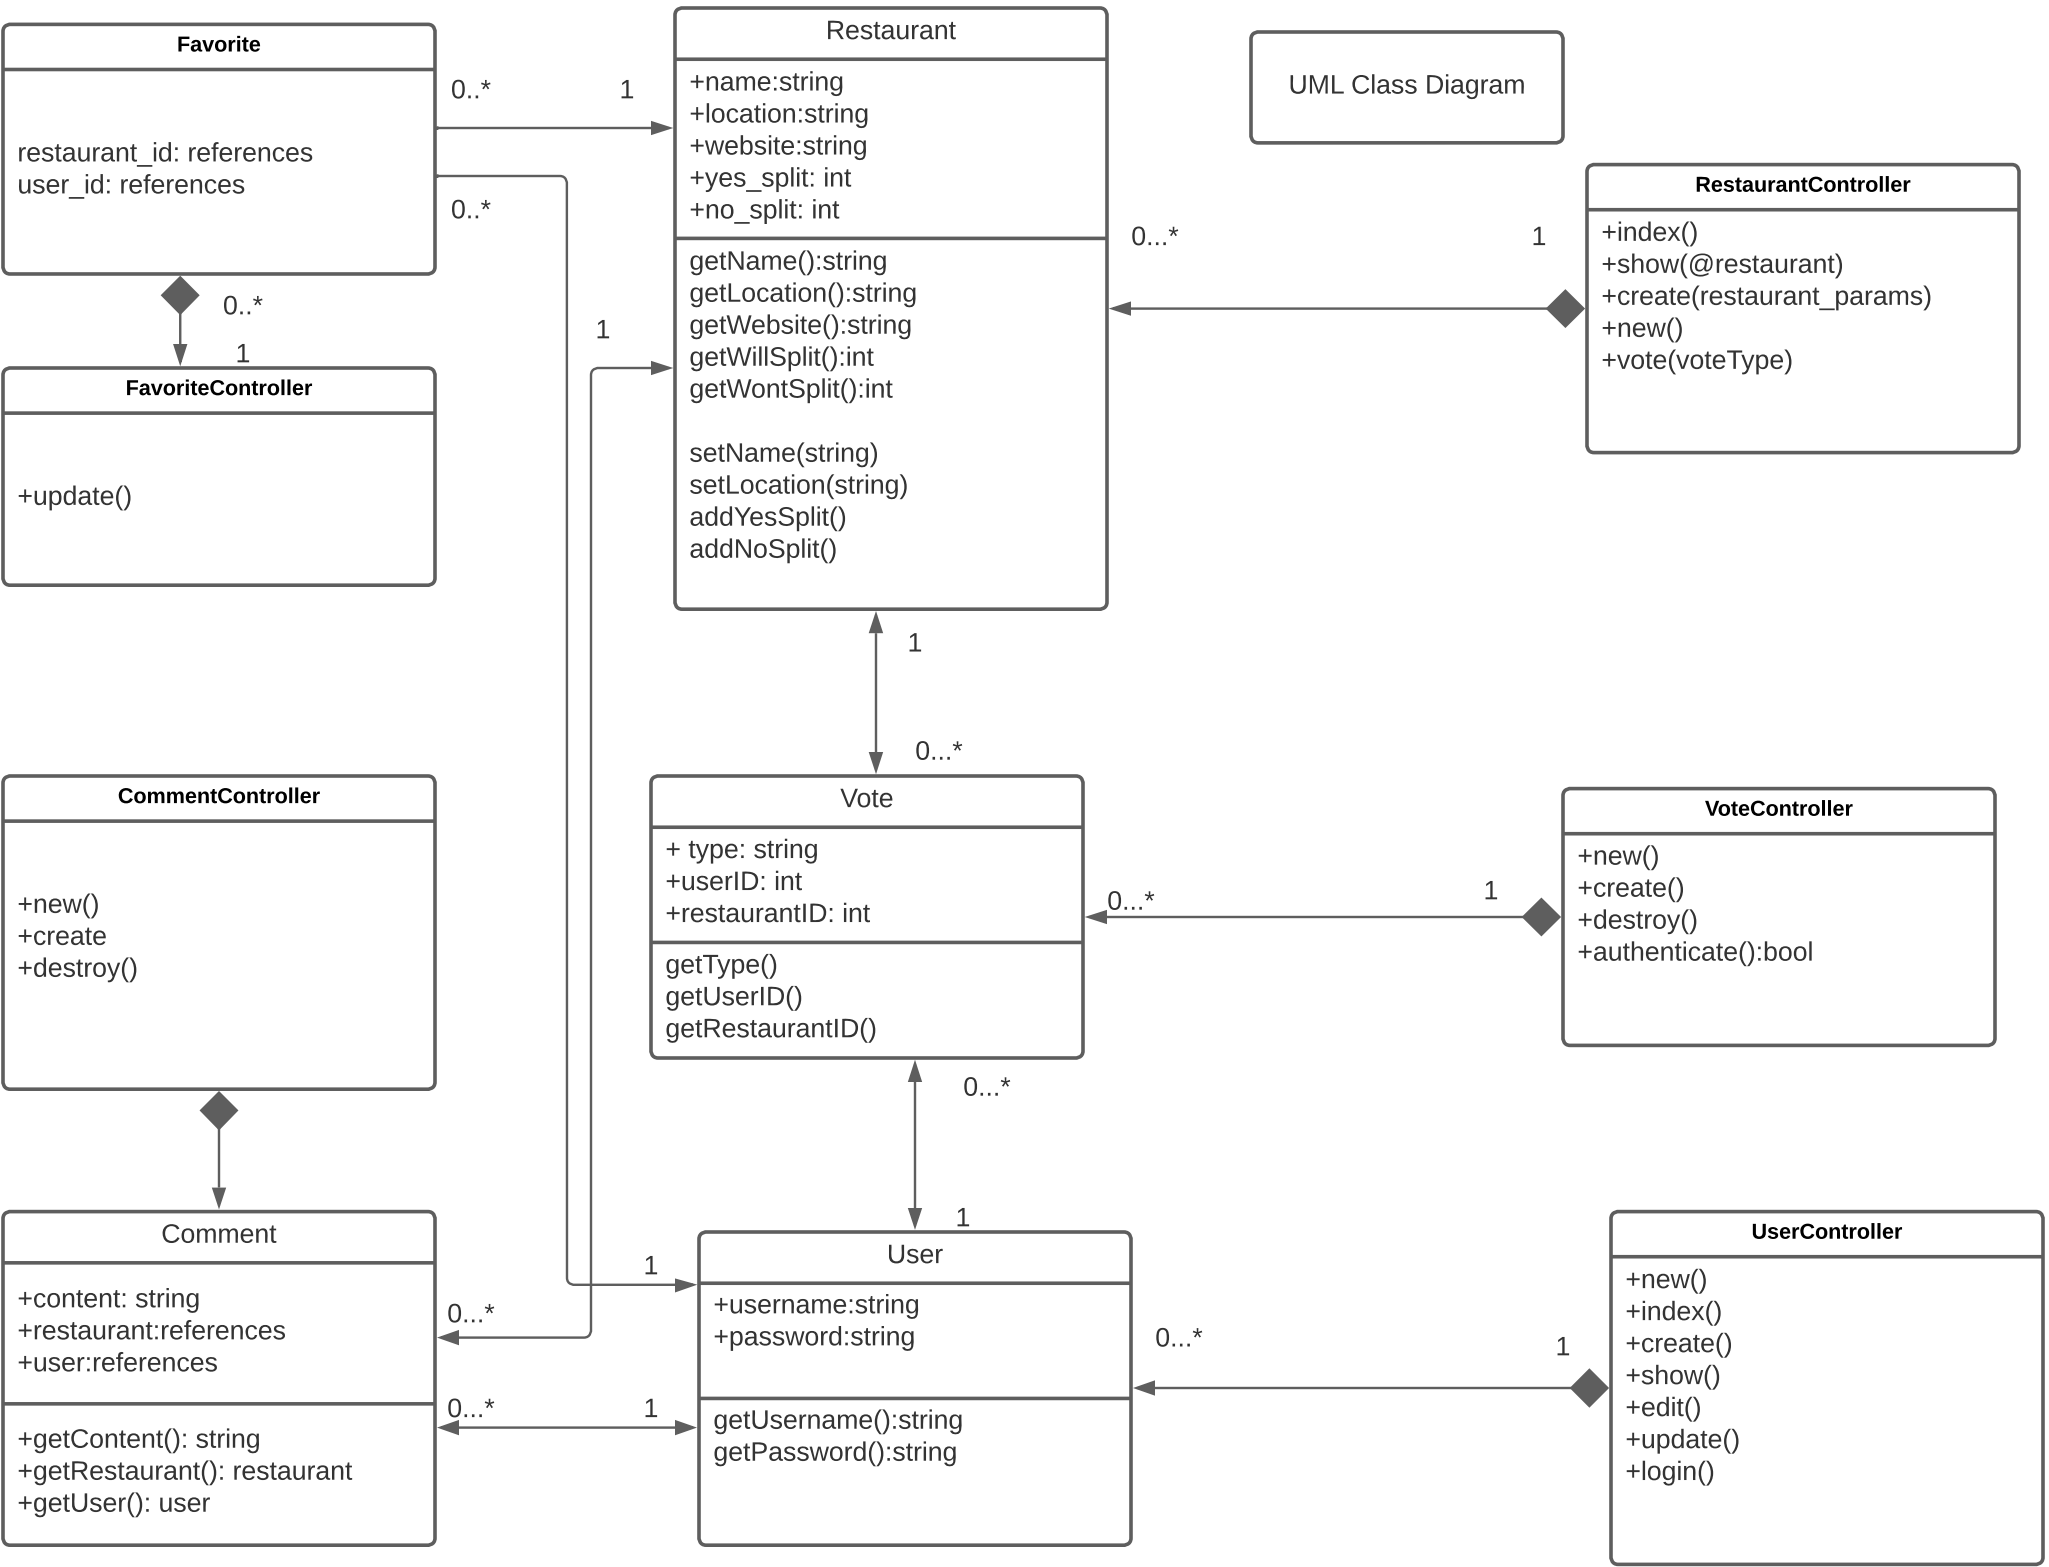 Favorite
restaurant_id: references
user_id: references
0..*
1
0..*
0..*
1
FavoriteController
+update()
Restaurant
+name:string
+location:string
+website:string
+yes_split: int
+no_split: int
getName():string
getLocation():string
getWebsite():string
getWillSplit():int
getWontSplit():int
setName(string)
setLocation(string)
addYesSplit()
addNoSplit()
1
UML Class Diagram
0...*
1
RestaurantController
+index()
+show(@restaurant)
+create(restaurant_params)
+new()
+vote(voteType)
1
0...*
CommentController
+new()
+create
+destroy()
Vote
+ type: string
+userID: int
+restaurantID: int
getType()
getUserID()
getRestaurantID()
0...*
1
VoteController
+new()
+create()
+destroy()
+authenticate():bool
0...*
1
Comment
+content: string
+restaurant:references
+user:references
+getContent(): string
+getRestaurant(): restaurant
+getUser(): user
1
0...*
0...*
1
User
+username:string
+password:string
getUsername():string
getPassword():string
0...*
1
UserController
+new()
+index()
+create()
+show()
+edit()
+update()
+login()